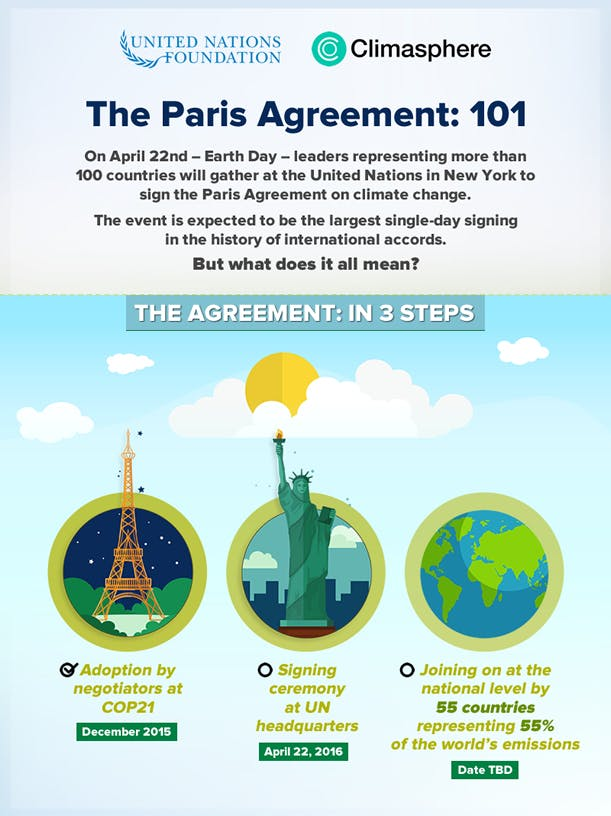 UNITED NATIONS
FOUNDATION
Climasphere
The Paris Agreement: 101
On April 22nd – Earth Day – leaders representing more than
100 countries will gather at the United Nations in New York to
sign the Paris Agreement on climate change.
The event is expected to be the largest single-day signing
in the history of international accords.
But what does it all mean?
THE AGREEMENT: IN 3 STEPS
Adoption by
negotiators at
COP21
December 2015
Signing
ceremony
at UN
headquarters
April 22, 2016
Joining on at the
national level by
55 countries
representing 55%
of the world's emissions
Date TBD